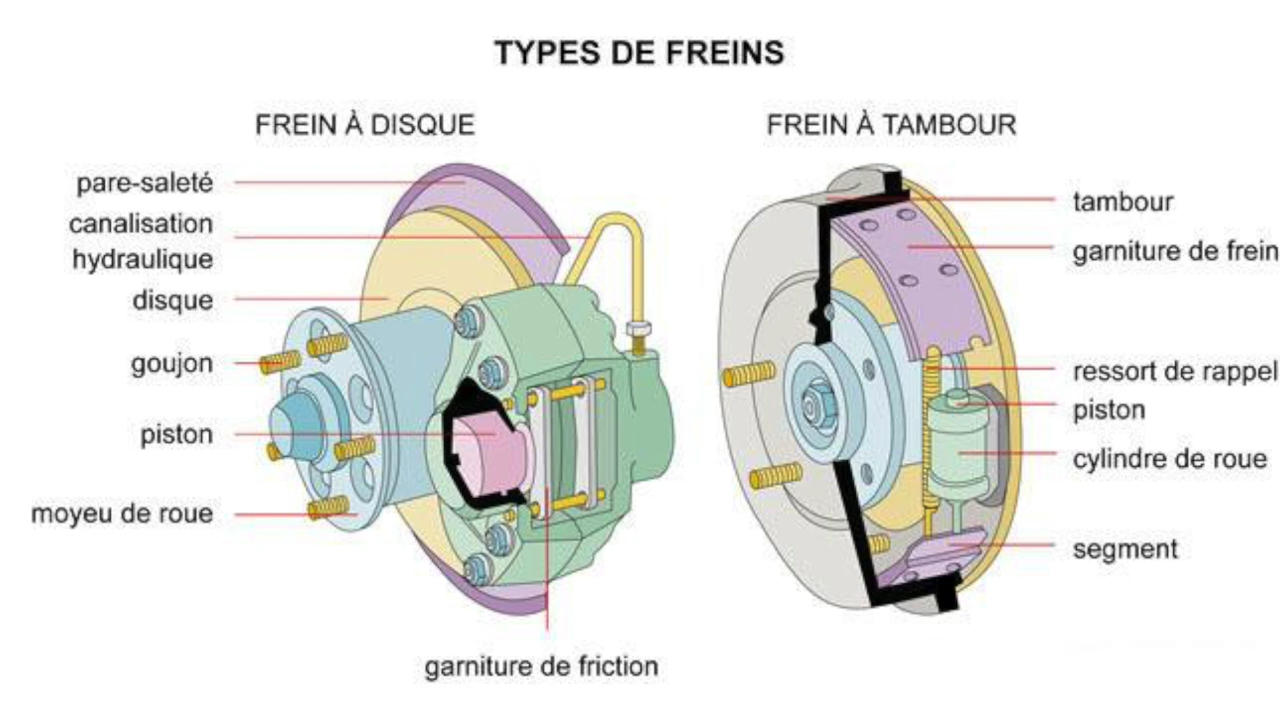 TYPES DE FREINS
FREIN À DISQUE
pare-saleté
canalisation
hydraulique
disque
goujon
piston
moyeu de roue
garniture de friction
FREIN À TAMBOUR
tambour
garniture de frein
ressort de rappel
piston
cylindre de roue
segment